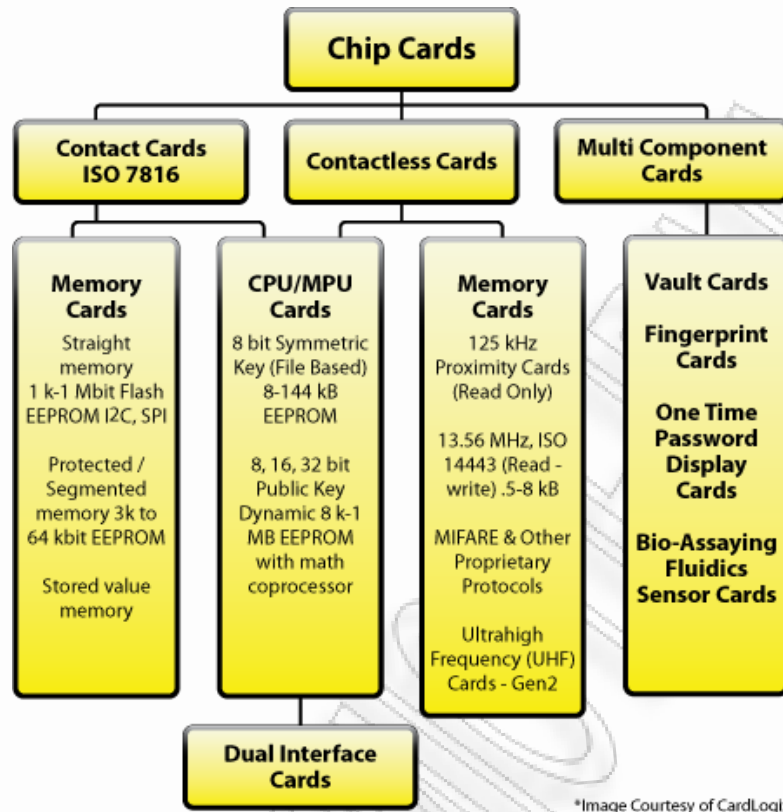 Chip Cards
Contact Cards
ISO 7816
Contactless Cards
Multi Component
Cards
Memory
Cards
Straight
memory
1 k-1 Mbit Flash
EEPROM I2C, SPI
Protected /
Segmented
memory 3k to
64 kbit EEPROM
Stored value
memory
CPU/MPU
Cards
8 bit Symmetric
Key (File Based)
8-144 kB
EEPROM
8, 16, 32 bit
Public Key
Dynamic 8 k-1
MB EEPROM
with math
coprocessor
Memory
Cards
125 kHz
Proximity Cards
(Read Only)
13.56 MHz, ISO
14443 (Read -
write) .5-8 kB
MIFARE & Other
Proprietary
Protocols
Ultrahigh
Frequency (UHF)
Cards - Gen2
Vault Cards
Fingerprint
Cards
One Time
Password
Display
Cards
Bio-Assaying
Fluidics
Sensor Cards
Dual Interface
Cards
*Image Courtesy of CardLogi